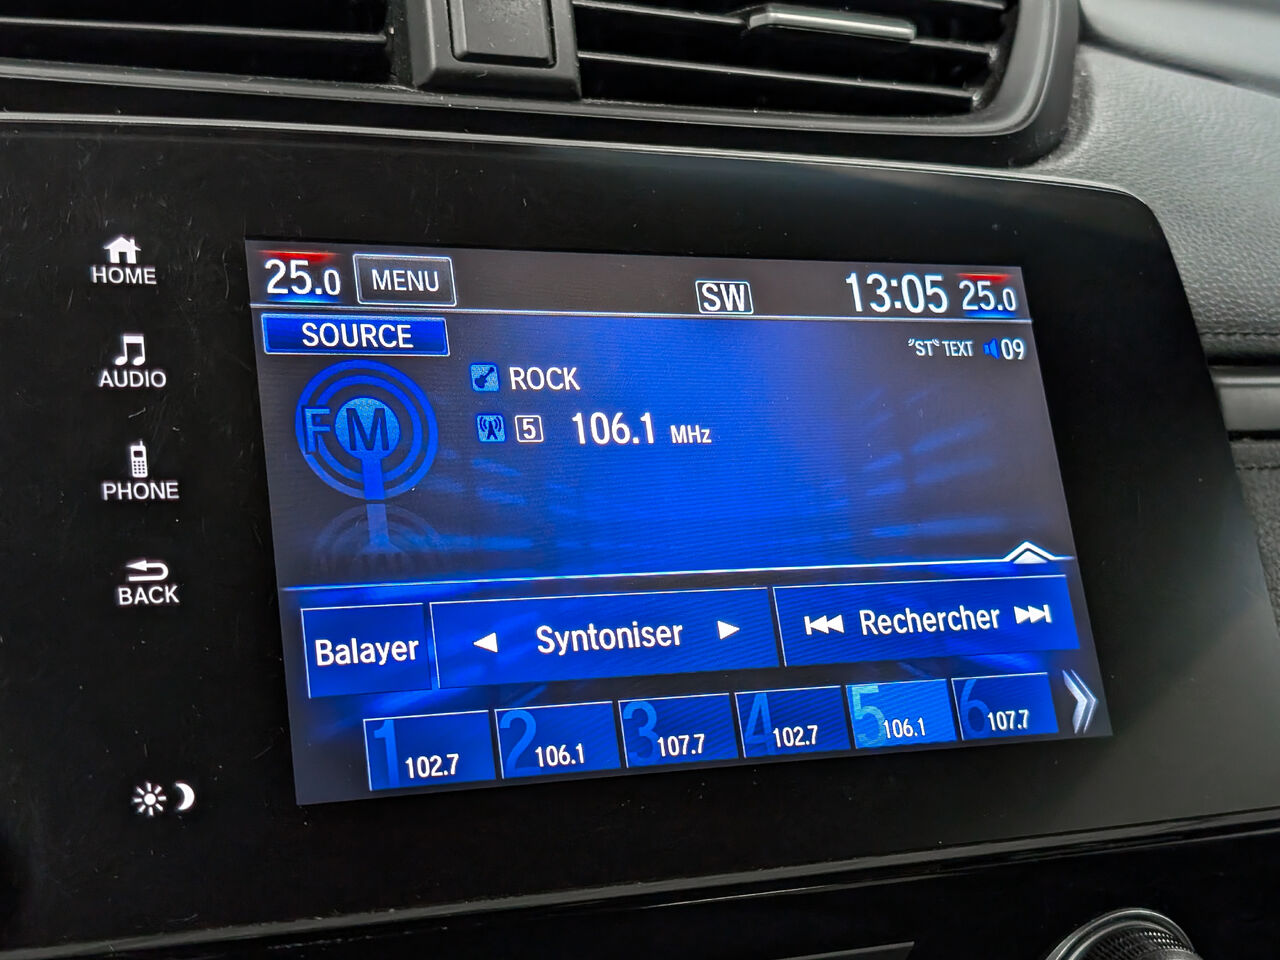 HOME
AUDIO
PHONE
BACK
25.0 MENU SW 13:05 25.0
SOURCE
"ST" TEXT 09
FM
ROCK
5 106.1 MHz
Balayer Syntoniser Rechercher
1 102.7 2 106.1 3 107.7 4 102.7 5 106.1 6 107.7